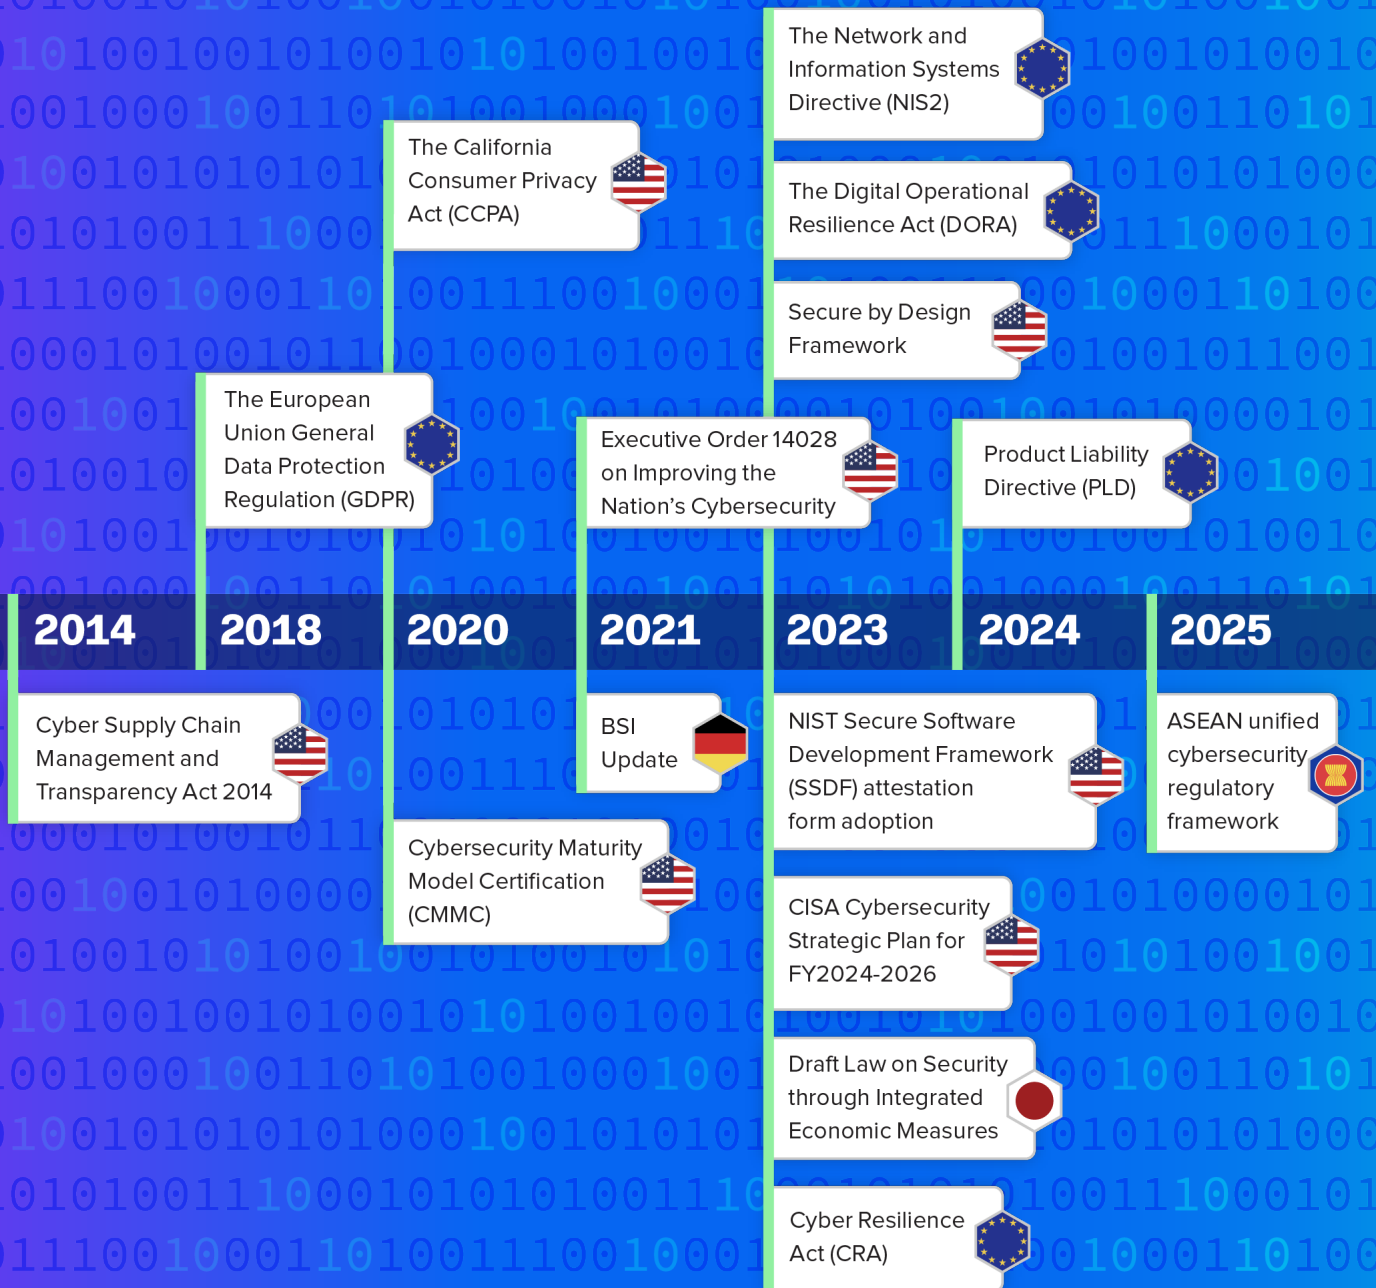 The Network and
Information Systems
Directive (NIS2)
The California
Consumer Privacy
Act (CCPA)
The Digital Operational
Resilience Act (DORA)
Secure by Design
Framework
The European
Union General
Data Protection
Regulation (GDPR)
Executive Order 14028
on Improving the
Nation’s Cybersecurity
Product Liability
Directive (PLD)
2014 2018 2020 2021 2023 2024 2025
Cyber Supply Chain
Management and
Transparency Act 2014
BSI
Update
NIST Secure Software
Development Framework
(SSDF) attestation
form adoption
ASEAN unified
cybersecurity
regulatory
framework
Cybersecurity Maturity
Model Certification
(CMMC)
CISA Cybersecurity
Strategic Plan for
FY2024-2026
Draft Law on Security
through Integrated
Economic Measures
Cyber Resilience
Act (CRA)